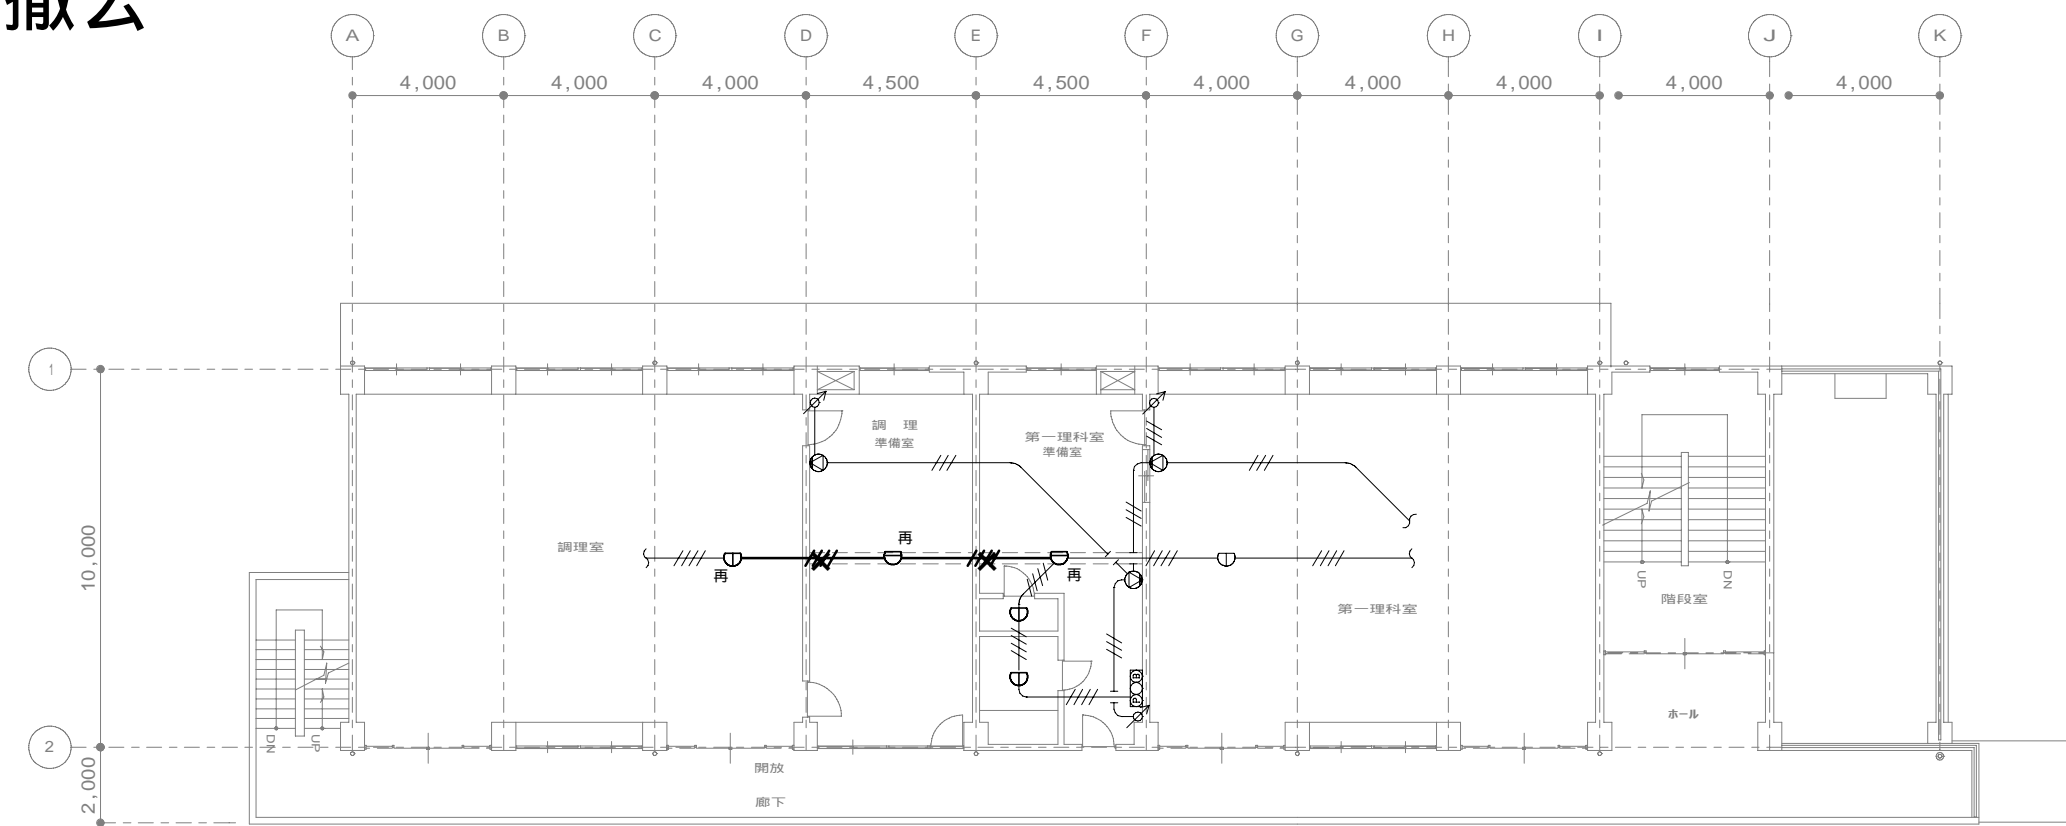 撤去
A B C D E F G H I J K
4,000 4,000 4,000 4,500 4,500 4,000 4,000 4,000 4,000 4,000
1
調 理
準備室
第一理科室
準備室
10,000
再
調理室
再
再
第一理科室
UP
DN
階段室
B
P
ホール
2
DN
UP
開放
2,000
廊下